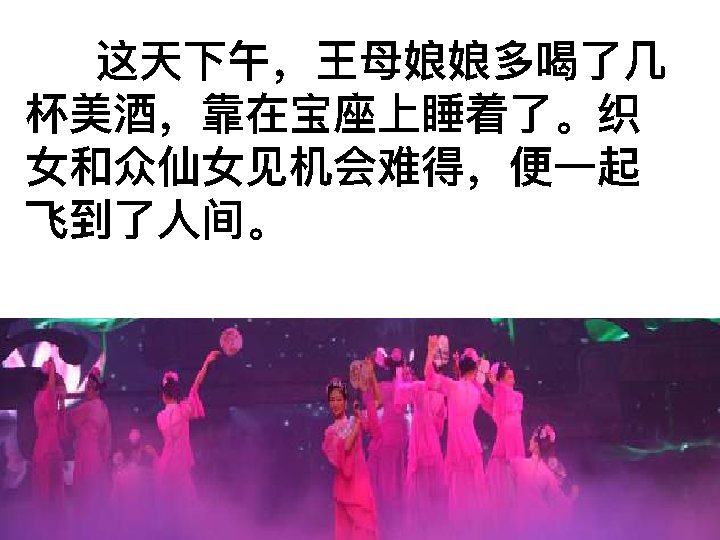 这天下午，王母娘娘多喝了几
杯美酒，靠在宝座上睡着了。织
女和众仙女见机会难得，便一起
飞到了人间。